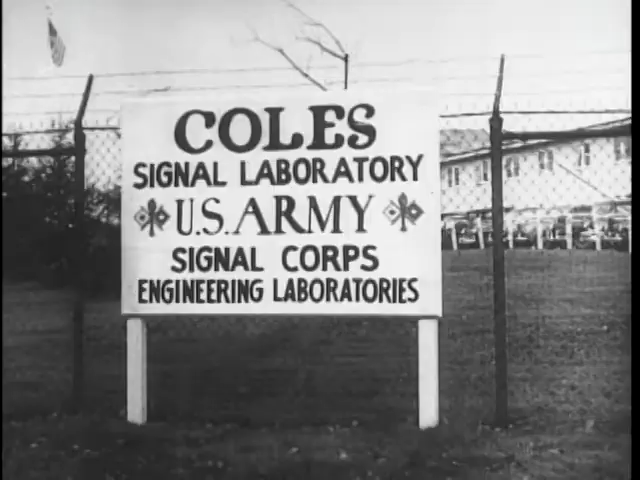 COLES
SIGNAL LABORATORY
U.S. ARMY
SIGNAL CORPS
ENGINEERING LABORATORIES